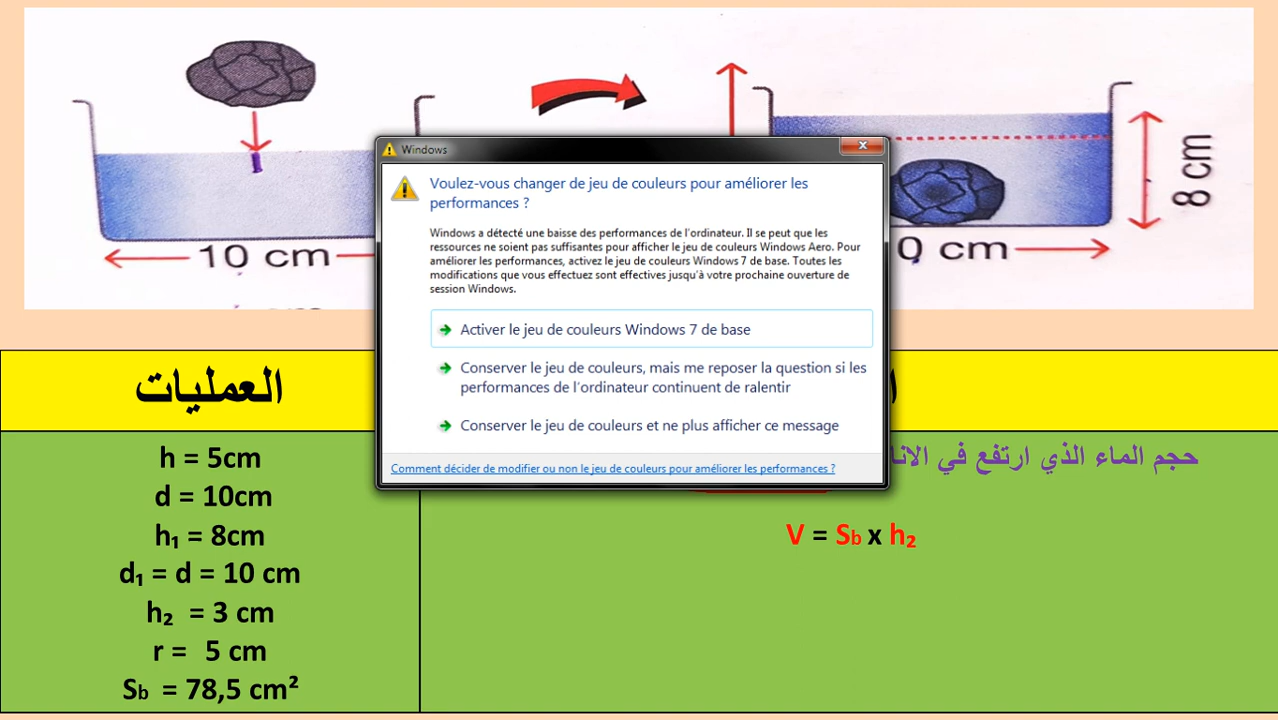 8 cm
10 cm
0 cm
Windows
Voulez-vous changer de jeu de couleurs pour améliorer les
performances ?
Windows a détecté une baisse des performances de l'ordinateur. Il se peut que les
ressources ne soient pas suffisantes pour afficher le jeu de couleurs Windows Aero. Pour
améliorer les performances, activez le jeu de couleurs Windows 7 de base. Toutes les
modifications que vous effectuez sont effectives jusqu'à votre prochaine ouverture de
session Windows.
Activer le jeu de couleurs Windows 7 de base
Conserver le jeu de couleurs, mais me reposer la question si les
performances de l'ordinateur continuent de ralentir
Conserver le jeu de couleurs et ne plus afficher ce message
Comment décider de modifier ou non le jeu de couleurs pour améliorer les performances ?
العمليات
حجم الماء الذي ارتفع في
V = Sb x h₂
h = 5cm
d = 10cm
h₁ = 8cm
d₁ = d = 10 cm
h₂ = 3 cm
r = 5 cm
Sb = 78,5 cm²